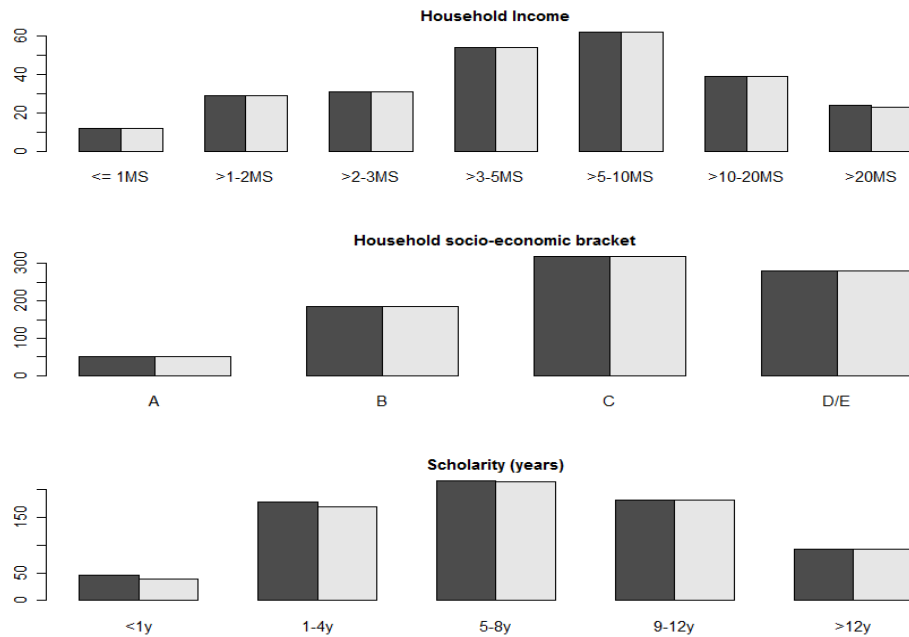 Household Income
60
40
20
0
<= 1MS >1-2MS >2-3MS >3-5MS >5-10MS >10-20MS >20MS
Household socio-economic bracket
300
200
100
0
A B C D/E
Scholarity (years)
150
50
0
<1y 1-4y 5-8y 9-12y >12y